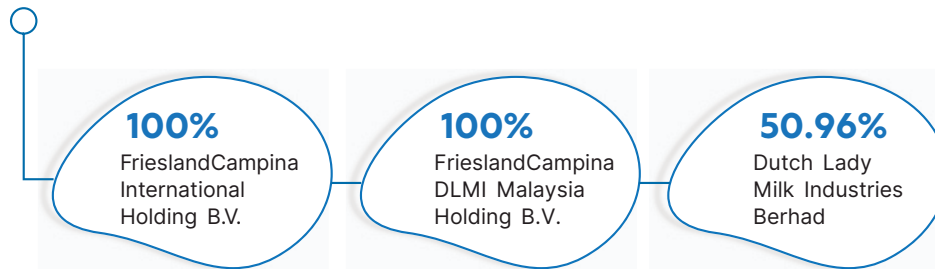 100%
FrieslandCampina
International
Holding B.V.
100%
FrieslandCampina
DLMI Malaysia
Holding B.V.
50.96%
Dutch Lady
Milk Industries
Berhad